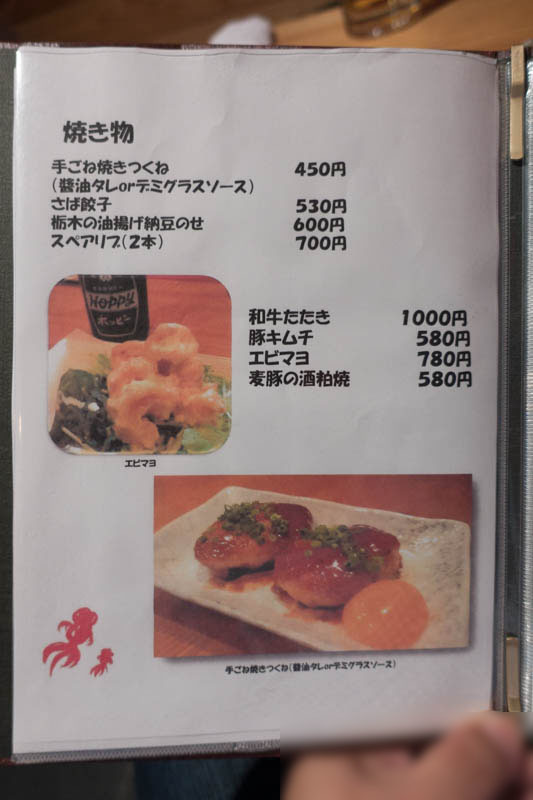 焼き物
手ごね焼きつくね 450円
(醤油タレorデミグラスソース)
さば餃子 530円
栃木の油揚げ納豆のせ 600円
スペアリブ(2本) 700円
Hoppy
ホッピー
和牛たたき 1000円
豚キムチ 580円
エビマヨ 780円
麦豚の酒粕焼 580円
エビマヨ
手ごね焼きつくね(醤油タレorデミグラスソース)